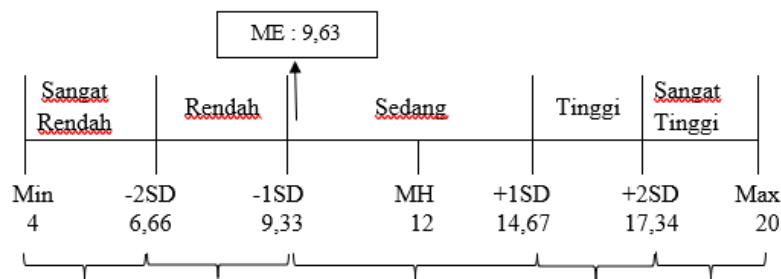 ME : 9,63
Sangat Rendah
Rendah
Sedang
Tinggi
Sangat Tinggi
Min -2SD -1SD MH +1SD +2SD Max
4 6,66 9,33 12 14,67 17,34 20